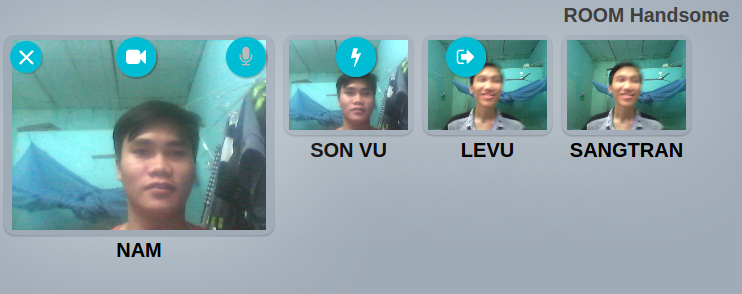 ROOM Handsome
SON VU
LEVU
SANGTRAN
NAM